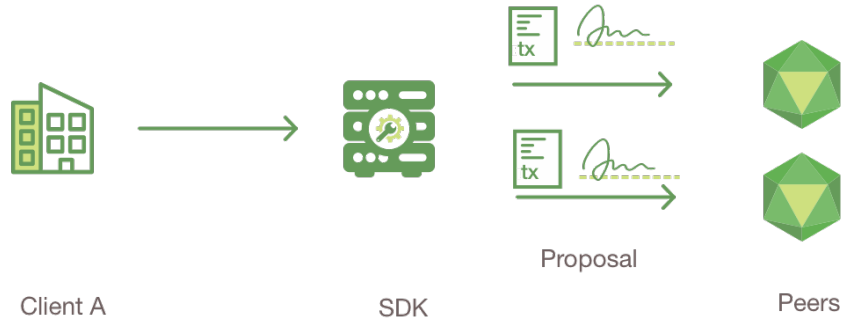 tx
tx
Proposal
Client A
SDK
Peers